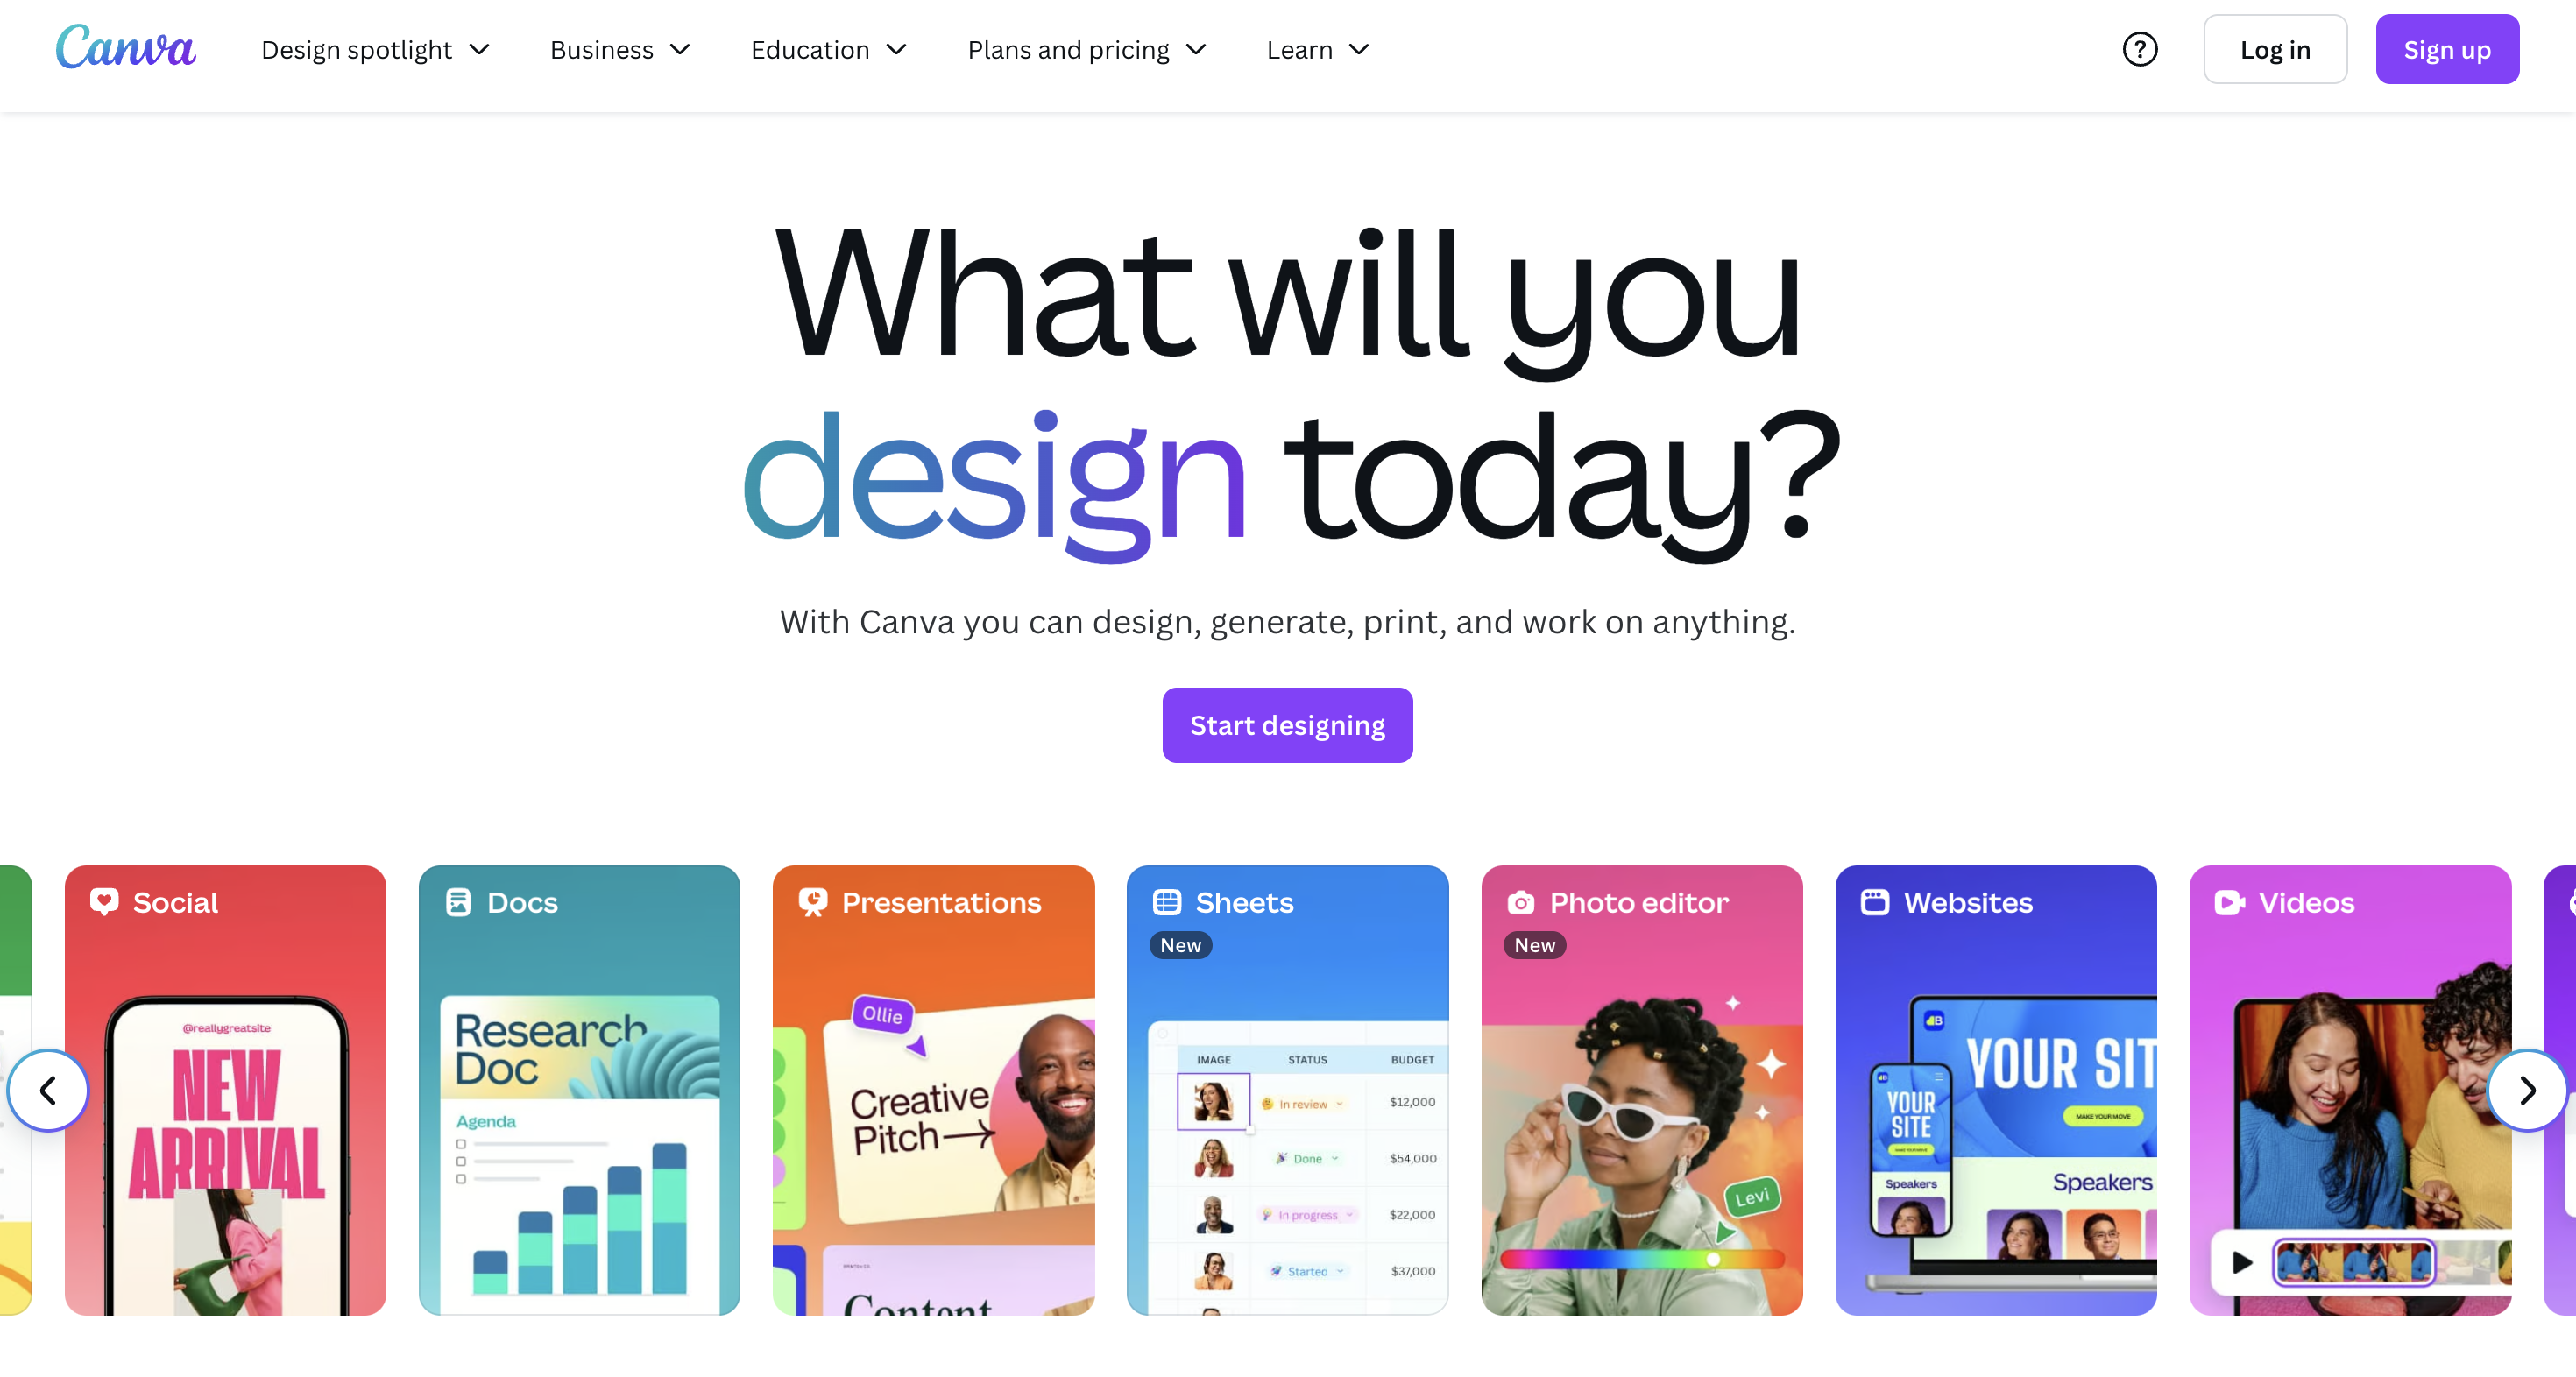 Canva
Design spotlight
Business
Education
Plans and pricing
Learn
?
Log in
Sign up
What will you
design today?
With Canva you can design, generate, print, and work on anything.
Start designing
Social
@reallygreatsite
NEW
ARRIVAL
Docs
Research
Doc
Agenda
Presentations
Ollie
Creative
Pitch
Content
Sheets
New
IMAGE STATUS BUDGET
In review $12,000
Done $54,000
In progress $22,000
Started $37,000
Photo editor
New
Levi
Websites
B
YOUR SIT
MAKE YOUR MOVE
Speakers
YOUR
SITE
MAKE YOUR MOVE
Speakers
Videos